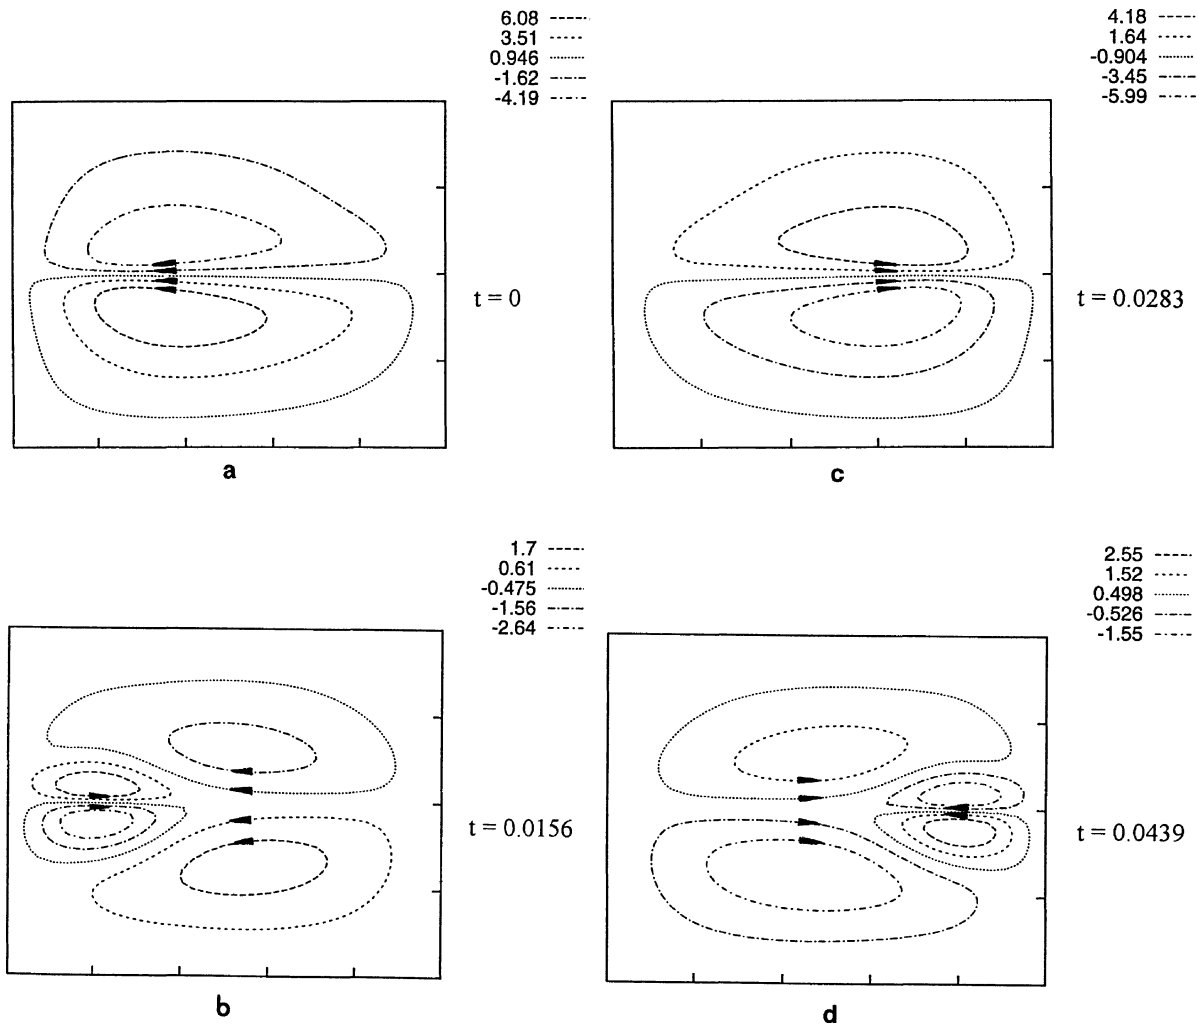 6.08
3.51
0.946
-1.62
-4.19
t = 0
a
4.18
1.64
-0.904
-3.45
-5.99
t = 0.0283
c
1.7
0.61
-0.475
-1.56
-2.64
t = 0.0156
b
2.55
1.52
0.498
-0.526
-1.55
t = 0.0439
d